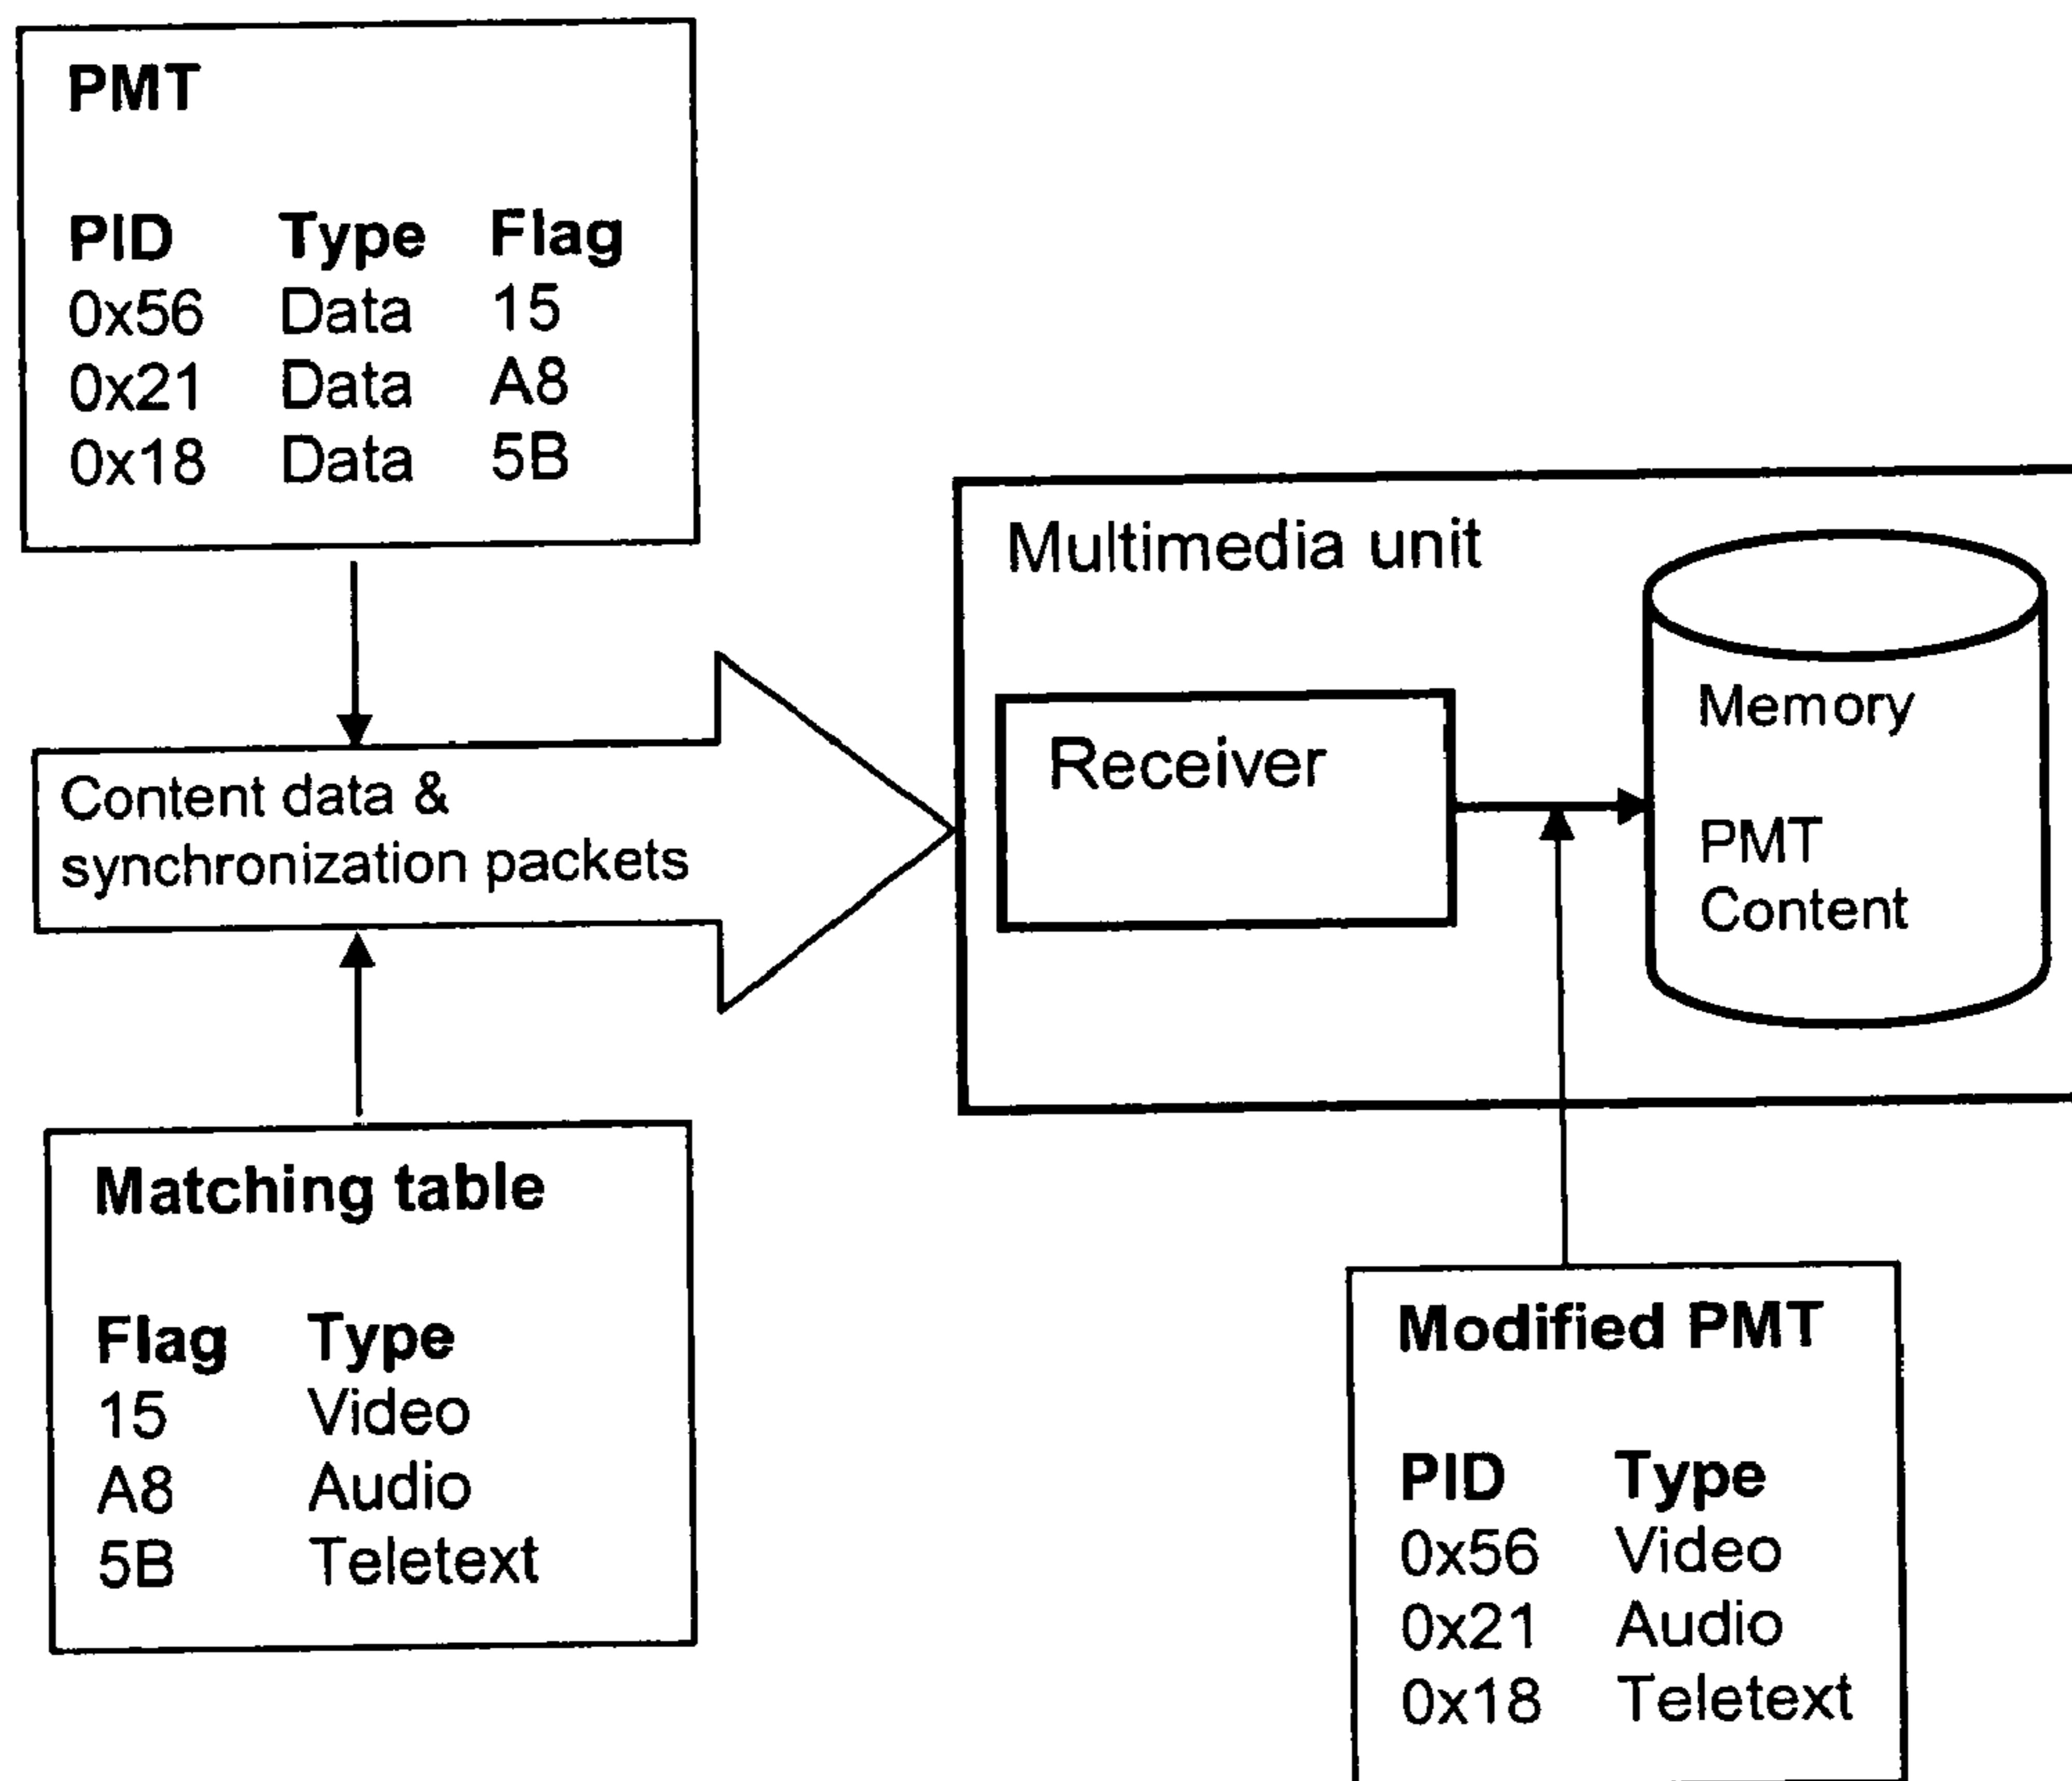 PMT
PID Type Flag
0x56 Data 15
0x21 Data A8
0x18 Data 5B
Content data &
synchronization packets
Matching table
Flag Type
15 Video
A8 Audio
5B Teletext
Multimedia unit
Receiver
Memory
PMT
Content
Modified PMT
PID Type
0x56 Video
0x21 Audio
0x18 Teletext